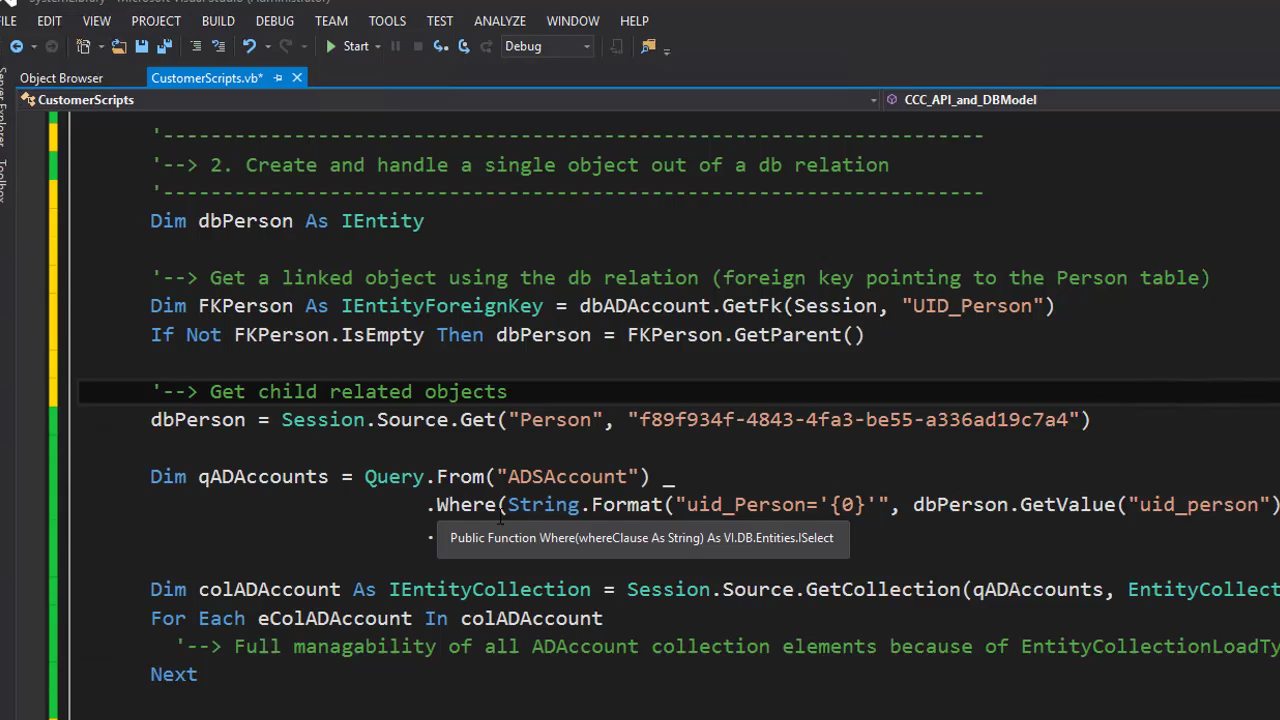 FILE EDIT VIEW PROJECT BUILD DEBUG TEAM TOOLS TEST ANALYZE WINDOW HELP
Start Debug
Object Browser CustomerScripts.vb*
CustomerScripts CCC_API_and_DBModel
Server Explorer
Toolbox
'---------------------------------------------------------------------
'--> 2. Create and handle a single object out of a db relation
'---------------------------------------------------------------------
Dim dbPerson As IEntity
'--> Get a linked object using the db relation (foreign key pointing to the Person table)
Dim FKPerson As IEntityForeignKey = dbADAccount.GetFk(Session, "UID_Person")
If Not FKPerson.IsEmpty Then dbPerson = FKPerson.GetParent()
'--> Get child related objects
dbPerson = Session.Source.Get("Person", "f89f934f-4843-4fa3-be55-a336ad19c7a4")
Dim qADAccounts = Query.From("ADSAccount") _
.Where(String.Format("uid_Person='{0}'", dbPerson.GetValue("uid_person")
.
Public Function Where(whereClause As String) As VI.DB.Entities.ISelect
Dim colADAccount As IEntityCollection = Session.Source.GetCollection(qADAccounts, EntityCollect
For Each eColADAccount In colADAccount
'--> Full managability of all ADAccount collection elements because of EntityCollectionLoadTy
Next